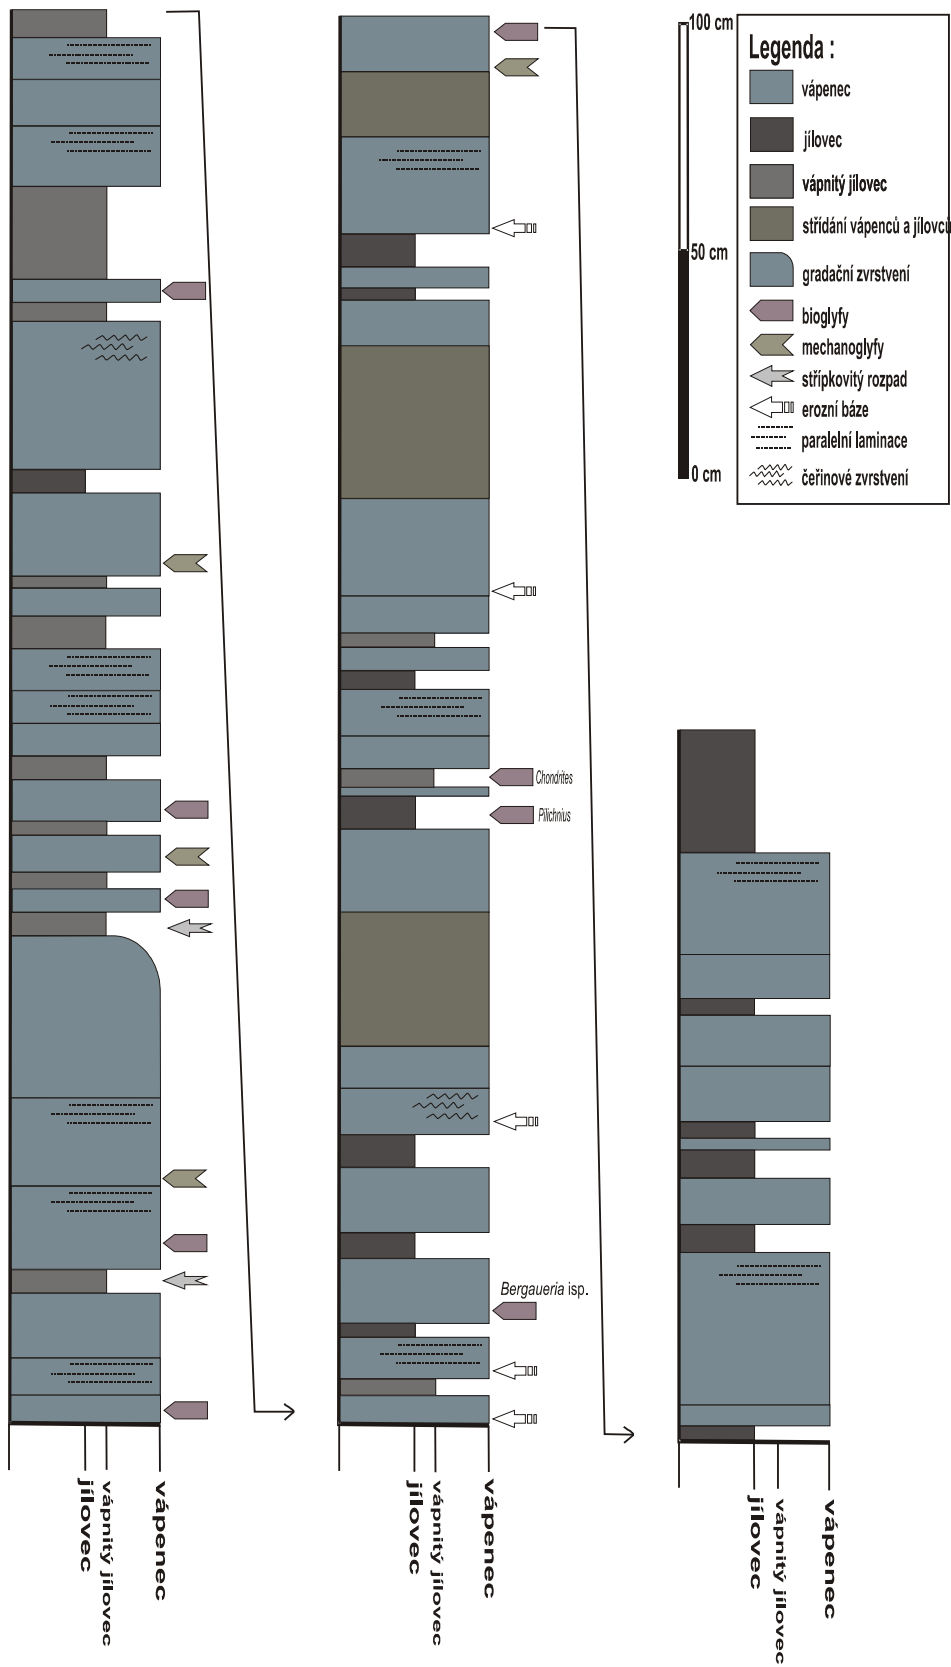 100 cm
50 cm
0 cm
Legenda :
vápenec
jílovec
vápnitý jílovec
střídání vápenců a jílovců
gradační zvrstvení
bioglyfy
mechanoglyfy
střípkovitý rozpad
erozní báze
paralelní laminace
čeřinové zvrstvení
Chondrites
Pilichnius
Bergaueria isp.
jílovec
vápnitý jílovec
vápenec
jílovec
vápnitý jílovec
vápenec
jílovec
vápnitý jílovec
vápenec